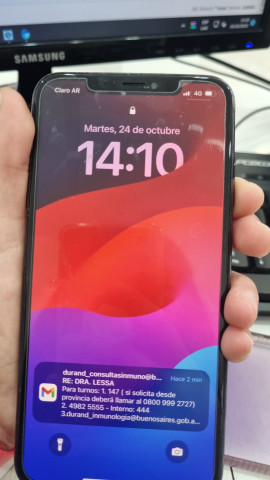 SAMSUNG
Claro AR
4G
Martes, 24 de octubre
14:10
durand_consultasinmuno@b...
Hace 2 min
RE: DRA. LESSA
Para turnos: 1. 147 ( si solicita desde
provincia deberá llamar al 0800 999 2727)
2. 4982 5555 - Interno: 444
3.durand_inmunologia@buenosaires.gob.a...